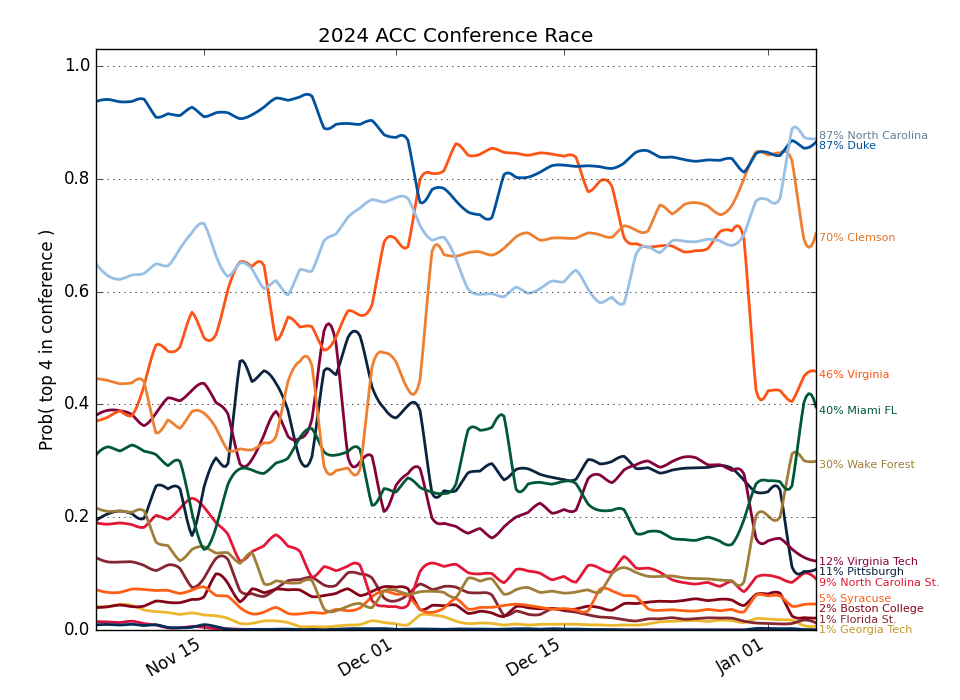 2024 ACC Conference Race
Prob( top 4 in conference )
1.0
0.8
0.6
0.4
0.2
0.0
Nov 15
Dec 01
Dec 15
Jan 01
87% North Carolina
87% Duke
70% Clemson
46% Virginia
40% Miami FL
30% Wake Forest
12% Virginia Tech
11% Pittsburgh
9% North Carolina St.
5% Syracuse
2% Boston College
1% Florida St.
1% Georgia Tech